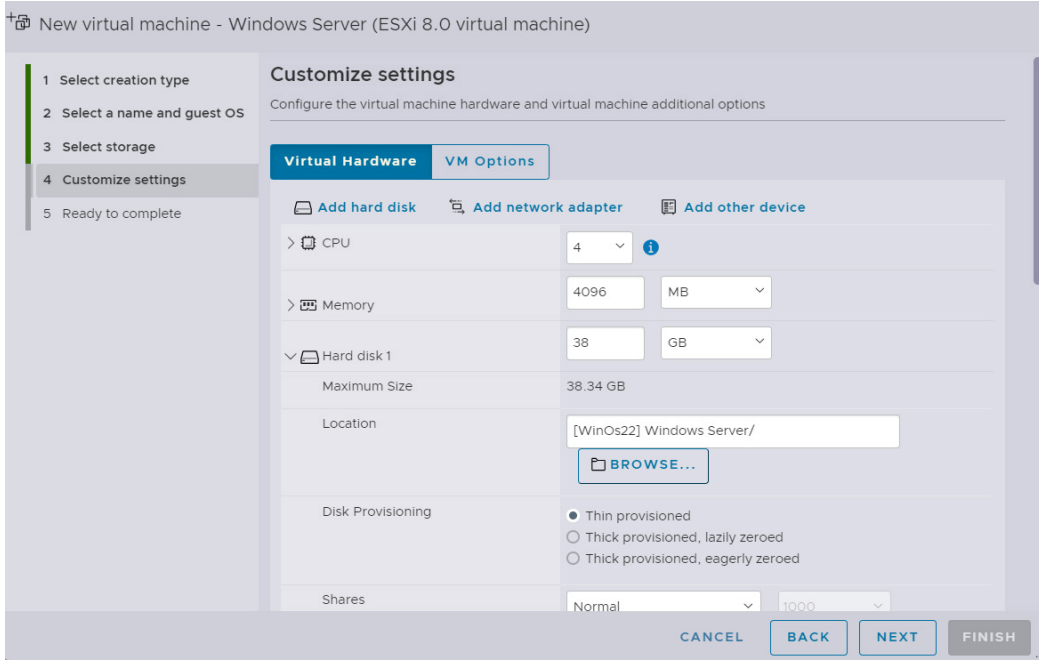 New virtual machine - Windows Server (ESXi 8.0 virtual machine)
1 Select creation type
2 Select a name and guest OS
3 Select storage
4 Customize settings
5 Ready to complete
Customize settings
Configure the virtual machine hardware and virtual machine additional options
Virtual Hardware VM Options
Add hard disk Add network adapter Add other device
CPU 4
Memory 4096 MB
Hard disk 1 38 GB
Maximum Size 38.34 GB
Location [WinOs22] Windows Server/
BROWSE...
Disk Provisioning Thin provisioned
Thick provisioned, lazily zeroed
Thick provisioned, eagerly zeroed
Shares Normal 1000
CANCEL BACK NEXT FINISH